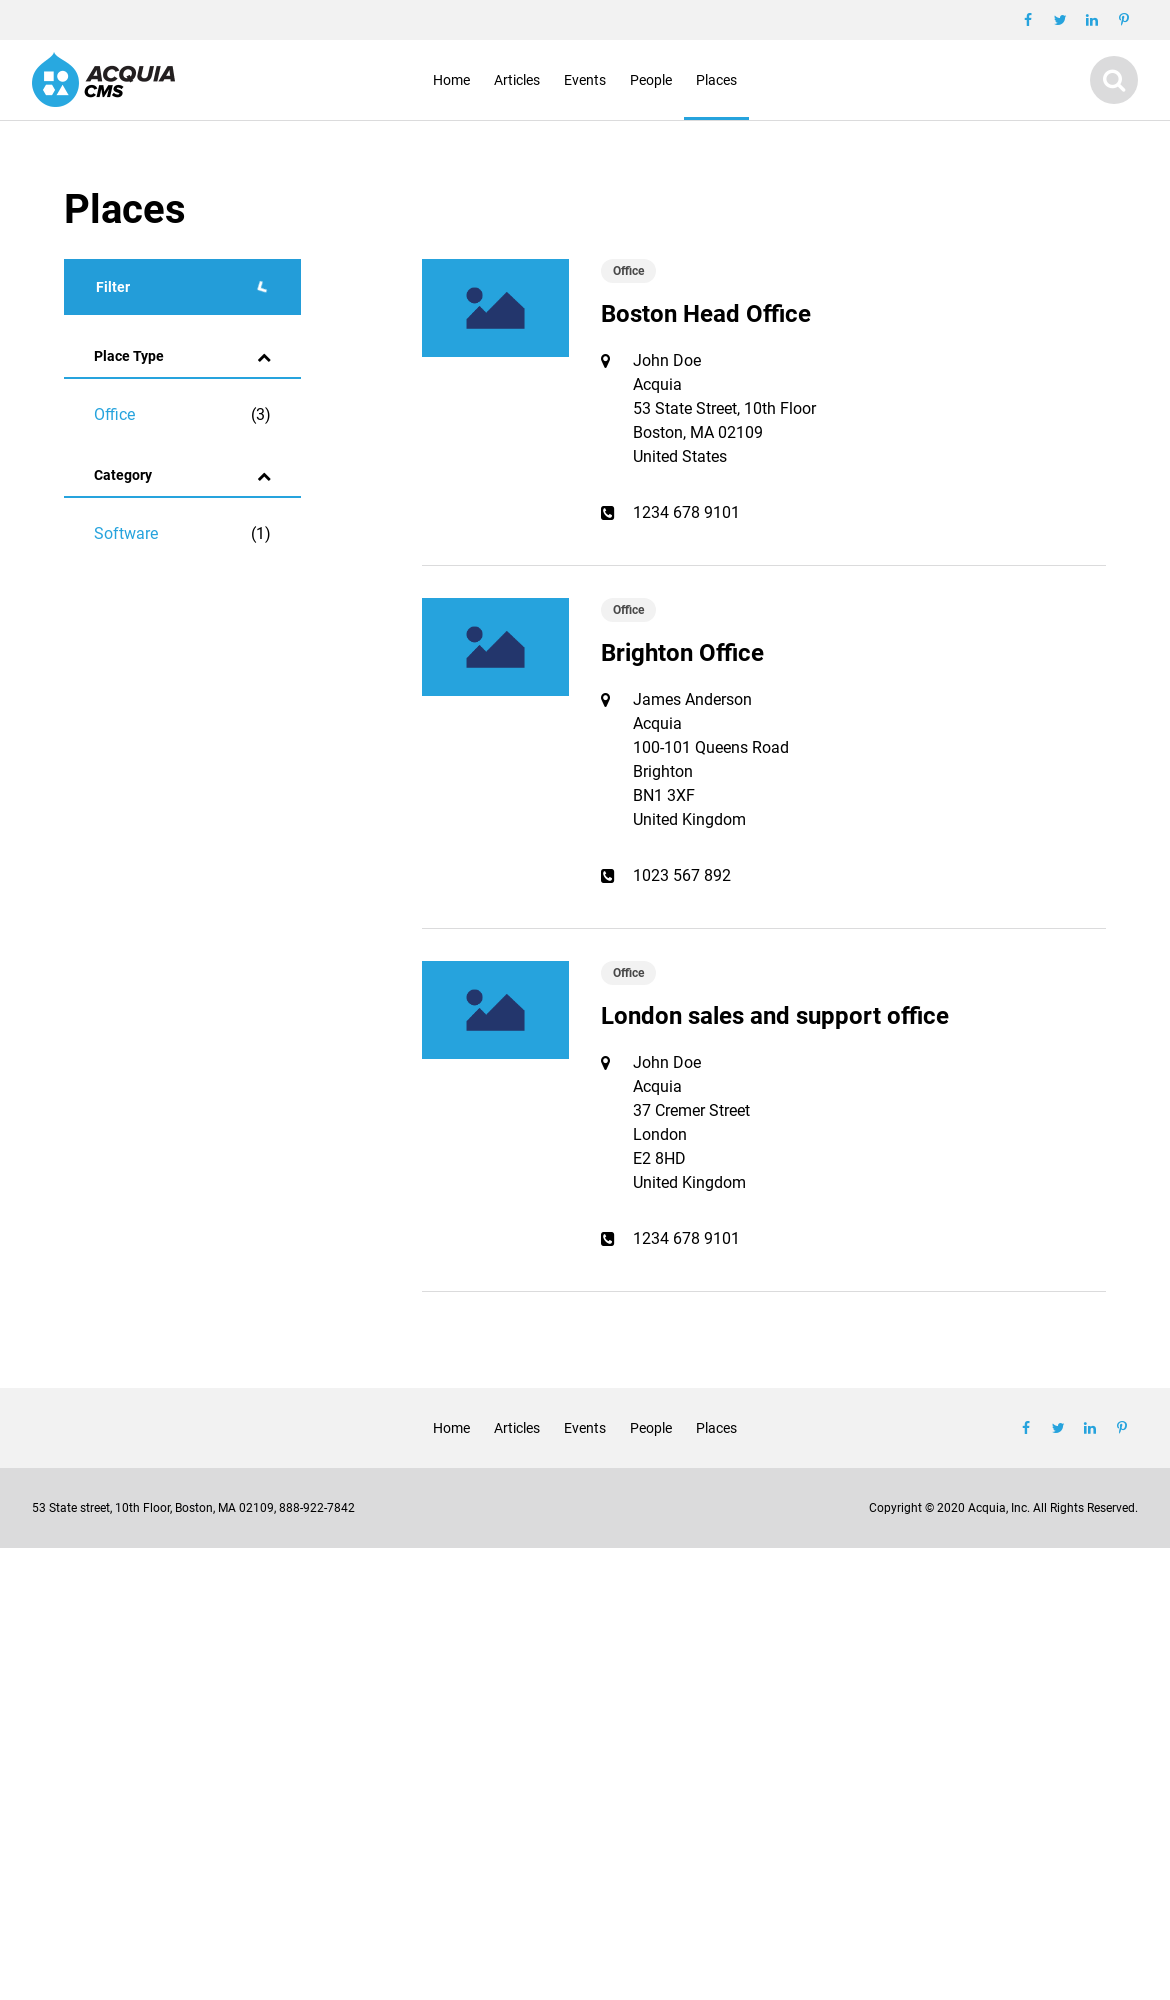 ACQUIA
CMS
Home Articles Events People Places
Places
Filter
Place Type
Office (3)
Category
Software (1)
Office
Boston Head Office
John Doe
Acquia
53 State Street, 10th Floor
Boston, MA 02109
United States
1234 678 9101
Office
Brighton Office
James Anderson
Acquia
100-101 Queens Road
Brighton
BN1 3XF
United Kingdom
1023 567 892
Office
London sales and support office
John Doe
Acquia
37 Cremer Street
London
E2 8HD
United Kingdom
1234 678 9101
Home Articles Events People Places
53 State street, 10th Floor, Boston, MA 02109, 888-922-7842
Copyright © 2020 Acquia, Inc. All Rights Reserved.